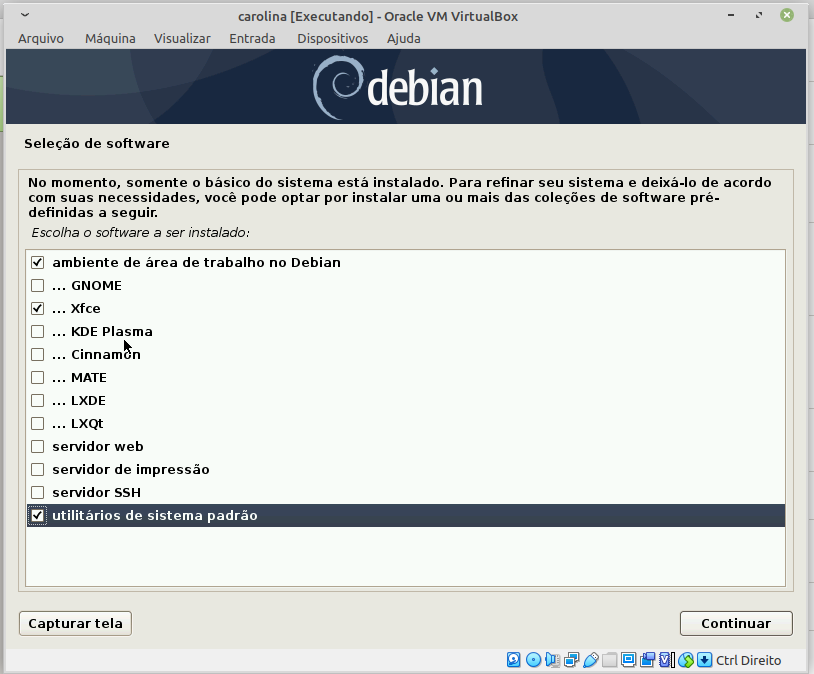 carolina [Executando] - Oracle VM VirtualBox
Arquivo Máquina Visualizar Entrada Dispositivos Ajuda
debian
Seleção de software
No momento, somente o básico do sistema está instalado. Para refinar seu sistema e deixá-lo de acordo
com suas necessidades, você pode optar por instalar uma ou mais das coleções de software pré-
definidas a seguir.
Escolha o software a ser instalado:
ambiente de área de trabalho no Debian
... GNOME
... Xfce
... KDE Plasma
... Cinnamon
... MATE
... LXDE
... LXQt
servidor web
servidor de impressão
servidor SSH
utilitários de sistema padrão
Capturar tela
Continuar
Ctrl Direito